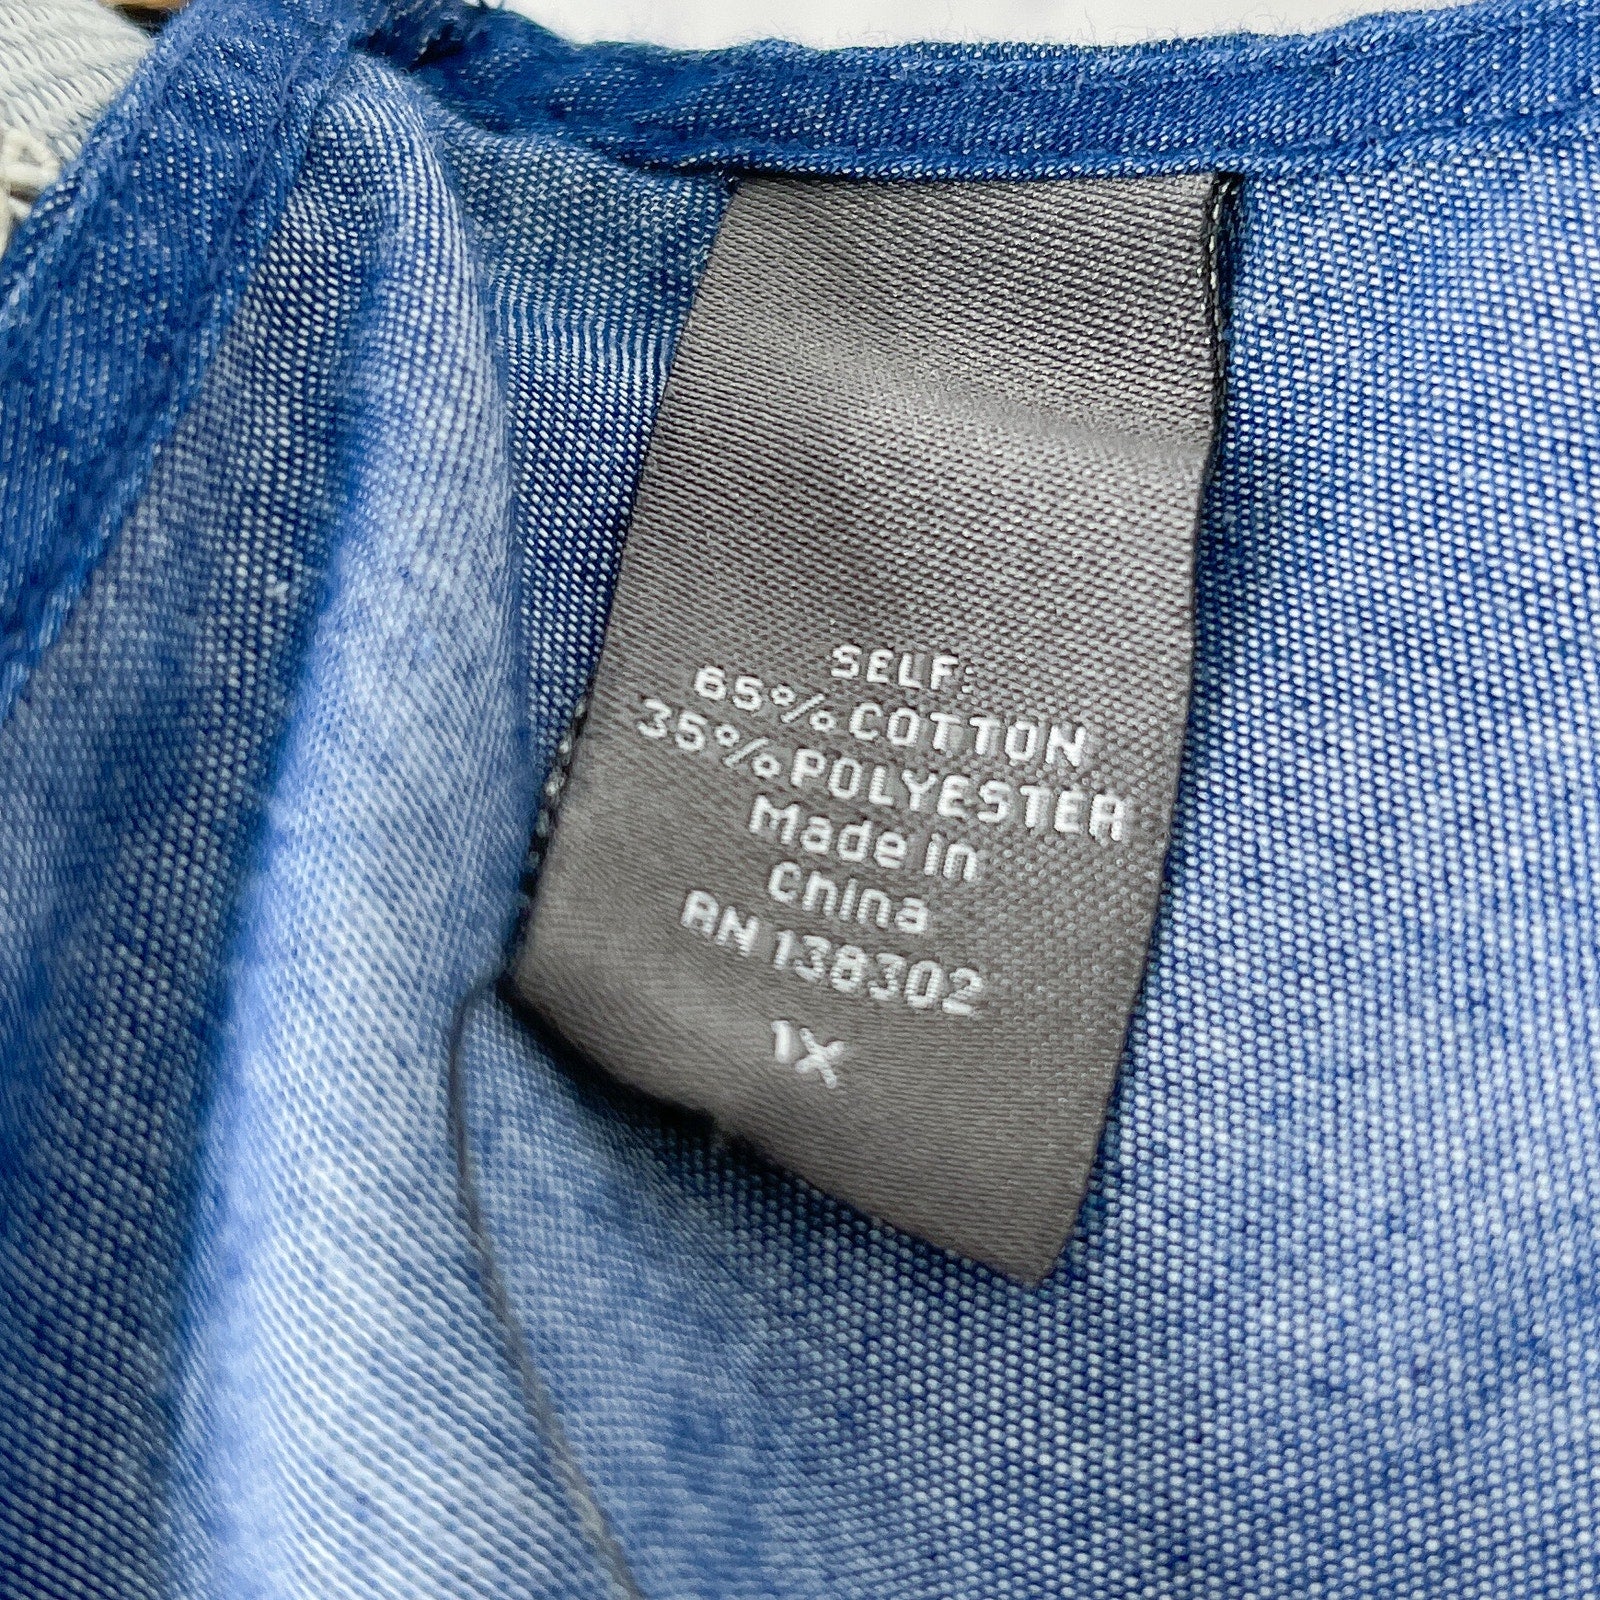 SELF:
65% COTTON
35% POLYESTER
Made in
China
RN 138302
1X